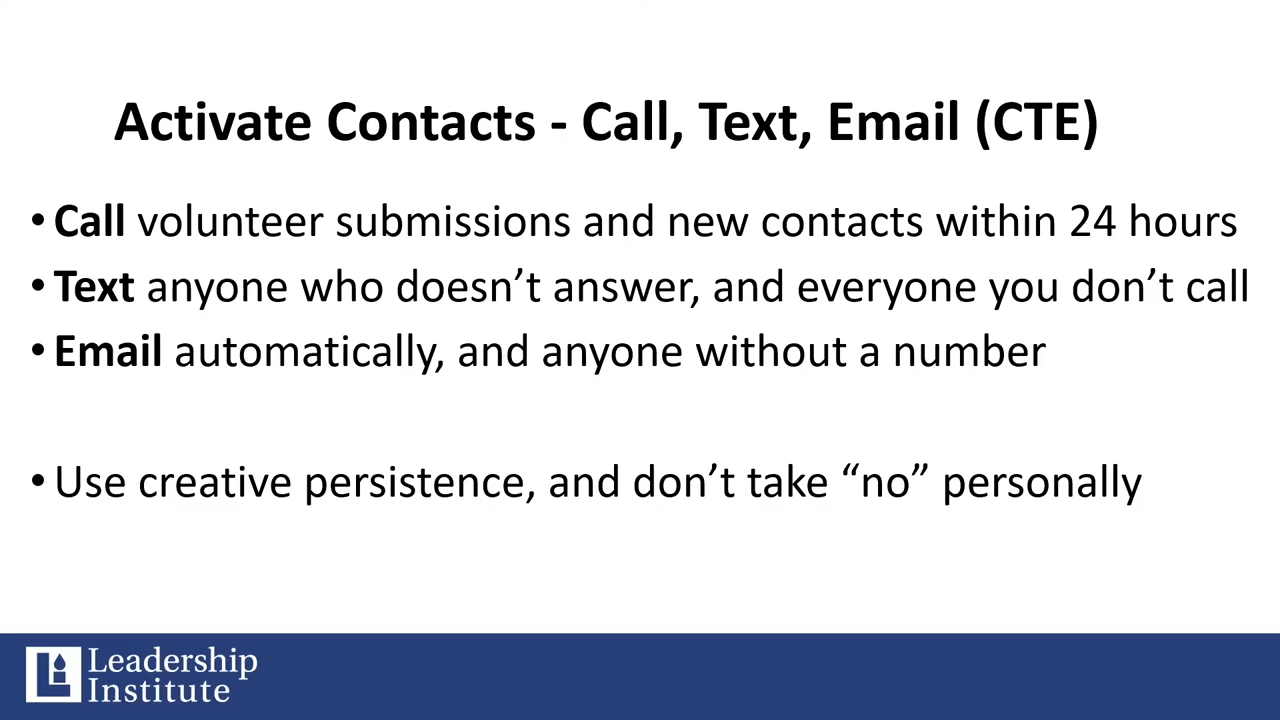 Activate Contacts - Call, Text, Email (CTE)
• Call volunteer submissions and new contacts within 24 hours
• Text anyone who doesn’t answer, and everyone you don’t call
• Email automatically, and anyone without a number
• Use creative persistence, and don’t take “no” personally
Leadership
Institute